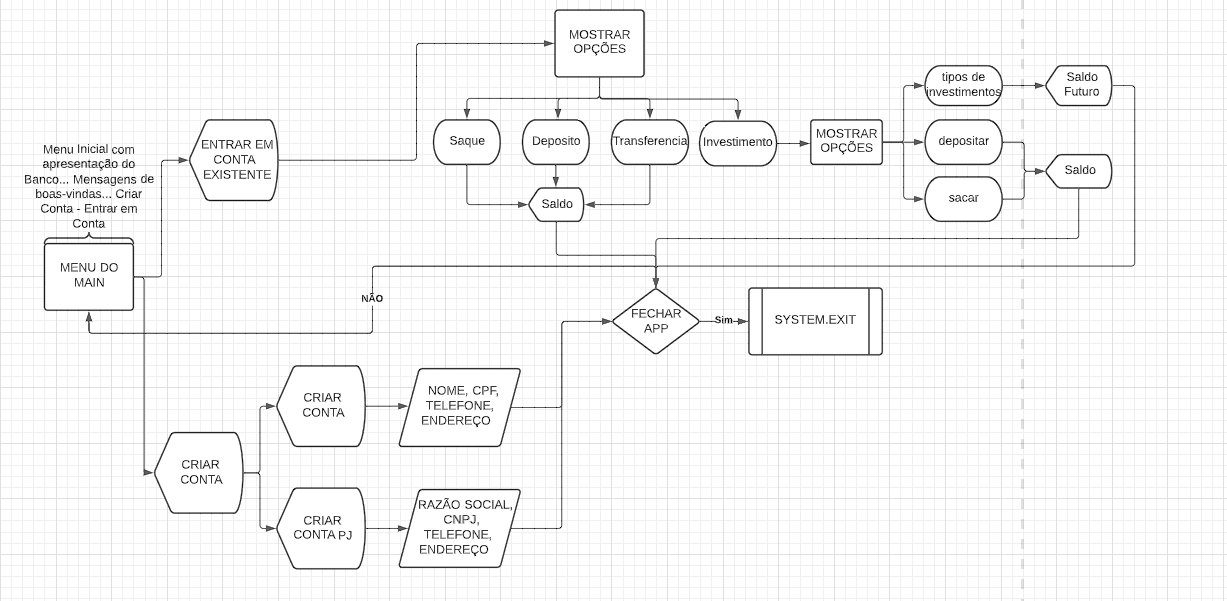 MOSTRAR
OPÇÕES
tipos de
investimentos
Saldo
Futuro
Saque
Deposito
Transferencia
Investimento
MOSTRAR
OPÇÕES
depositar
Saldo
sacar
Saldo
ENTRAR EM
CONTA
EXISTENTE
Menu Inicial com
apresentação do
Banco... Mensagens de
boas-vindas... Criar
Conta - Entrar em
Conta
MENU DO
MAIN
NÃO
FECHAR
APP
Sim
SYSTEM.EXIT
CRIAR
CONTA
NOME, CPF,
TELEFONE,
ENDEREÇO
CRIAR
CONTA
CRIAR
CONTA PJ
RAZÃO SOCIAL,
CNPJ,
TELEFONE,
ENDEREÇO